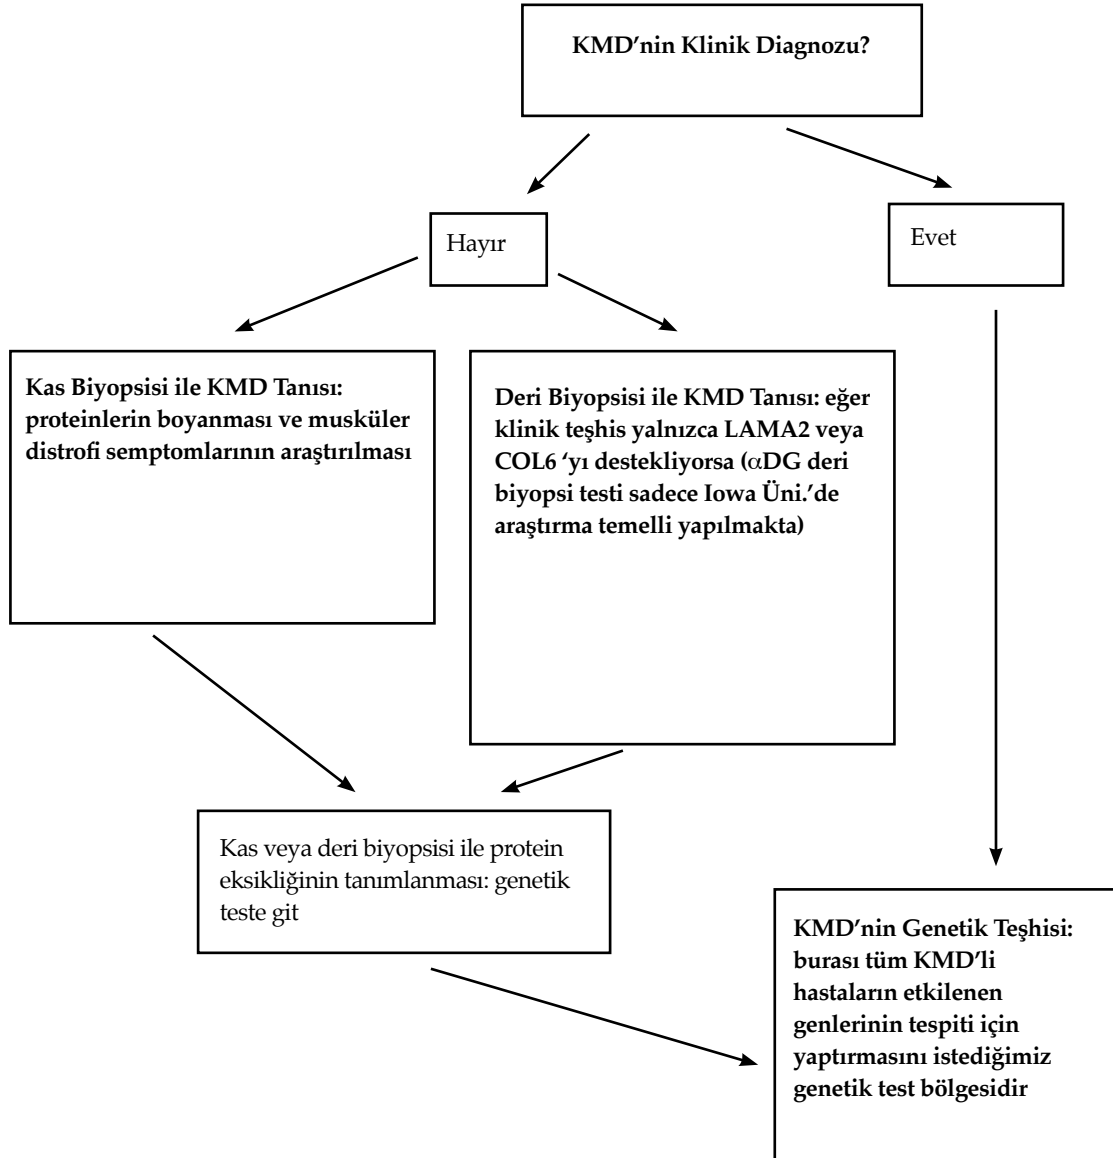 KMD’nin Klinik Diagnozu?
Hayır
Evet
Kas Biyopsisi ile KMD Tanısı:
proteinlerin boyanması ve musküler
distrofi semptomlarının araştırılması
Deri Biyopsisi ile KMD Tanısı: eğer
klinik teşhis yalnızca LAMA2 veya
COL6 ‘yı destekliyorsa (αDG deri
biyopsi testi sadece Iowa Üni.’de
araştırma temelli yapılmakta)
Kas veya deri biyopsisi ile protein
eksikliğinin tanımlanması: genetik
teste git
KMD’nin Genetik Teşhisi:
burası tüm KMD’li
hastaların etkilenen
genlerinin tespiti için
yaptırmasını istediğimiz
genetik test bölgesidir